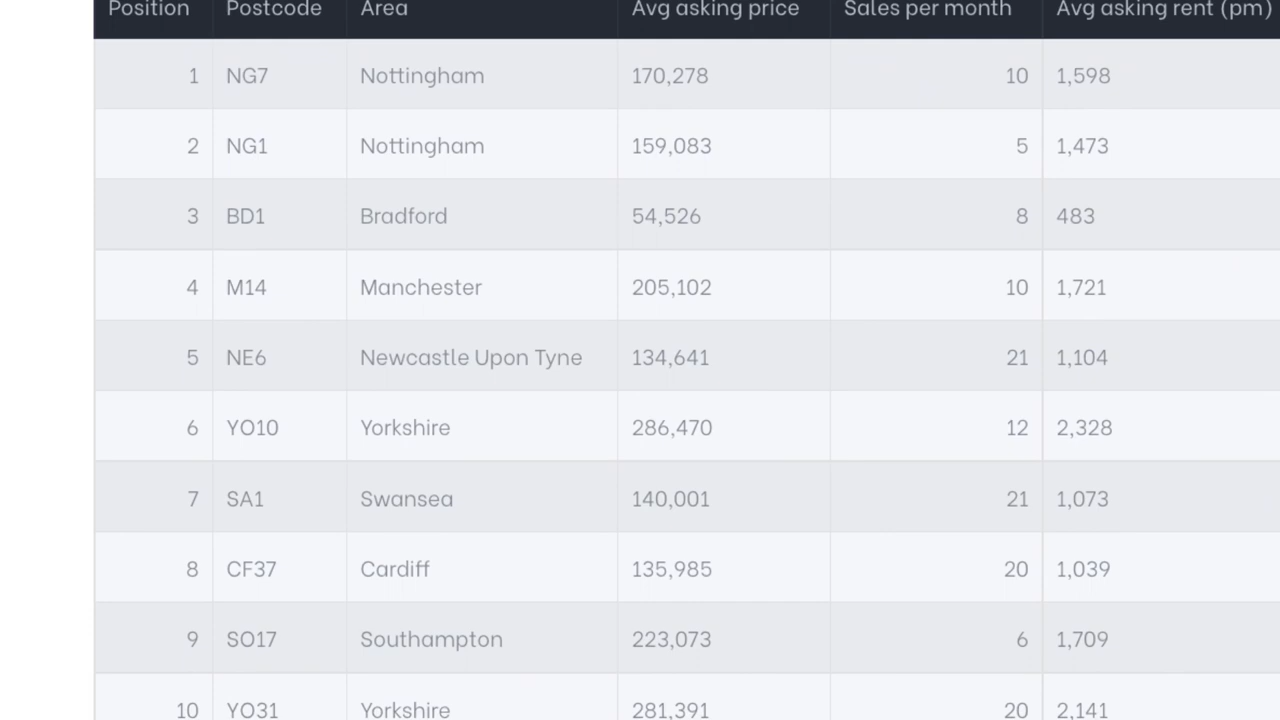 Position Postcode Area Avg asking price Sales per month Avg asking rent (pm)
1 NG7 Nottingham 170,278 10 1,598
2 NG1 Nottingham 159,083 5 1,473
3 BD1 Bradford 54,526 8 483
4 M14 Manchester 205,102 10 1,721
5 NE6 Newcastle Upon Tyne 134,641 21 1,104
6 YO10 Yorkshire 286,470 12 2,328
7 SA1 Swansea 140,001 21 1,073
8 CF37 Cardiff 135,985 20 1,039
9 SO17 Southampton 223,073 6 1,709
10 YO31 Yorkshire 281,391 20 2,141